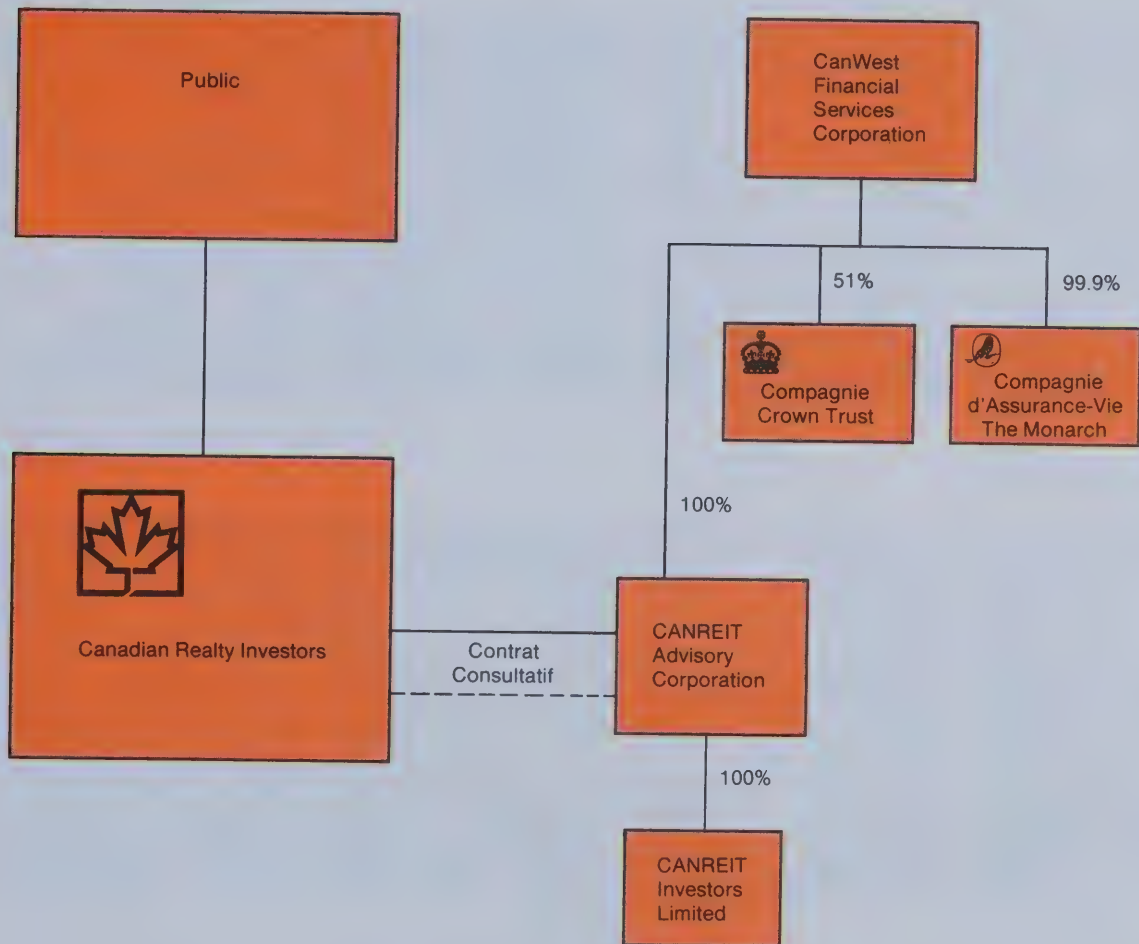 Public
CanWest
Financial
Services
Corporation
51%
99.9%
Compagnie
Crown Trust
Compagnie
d'Assurance-Vie
The Monarch
100%
Canadian Realty Investors
Contrat
Consultatif
CANREIT
Advisory
Corporation
100%
CANREIT
Investors
Limited